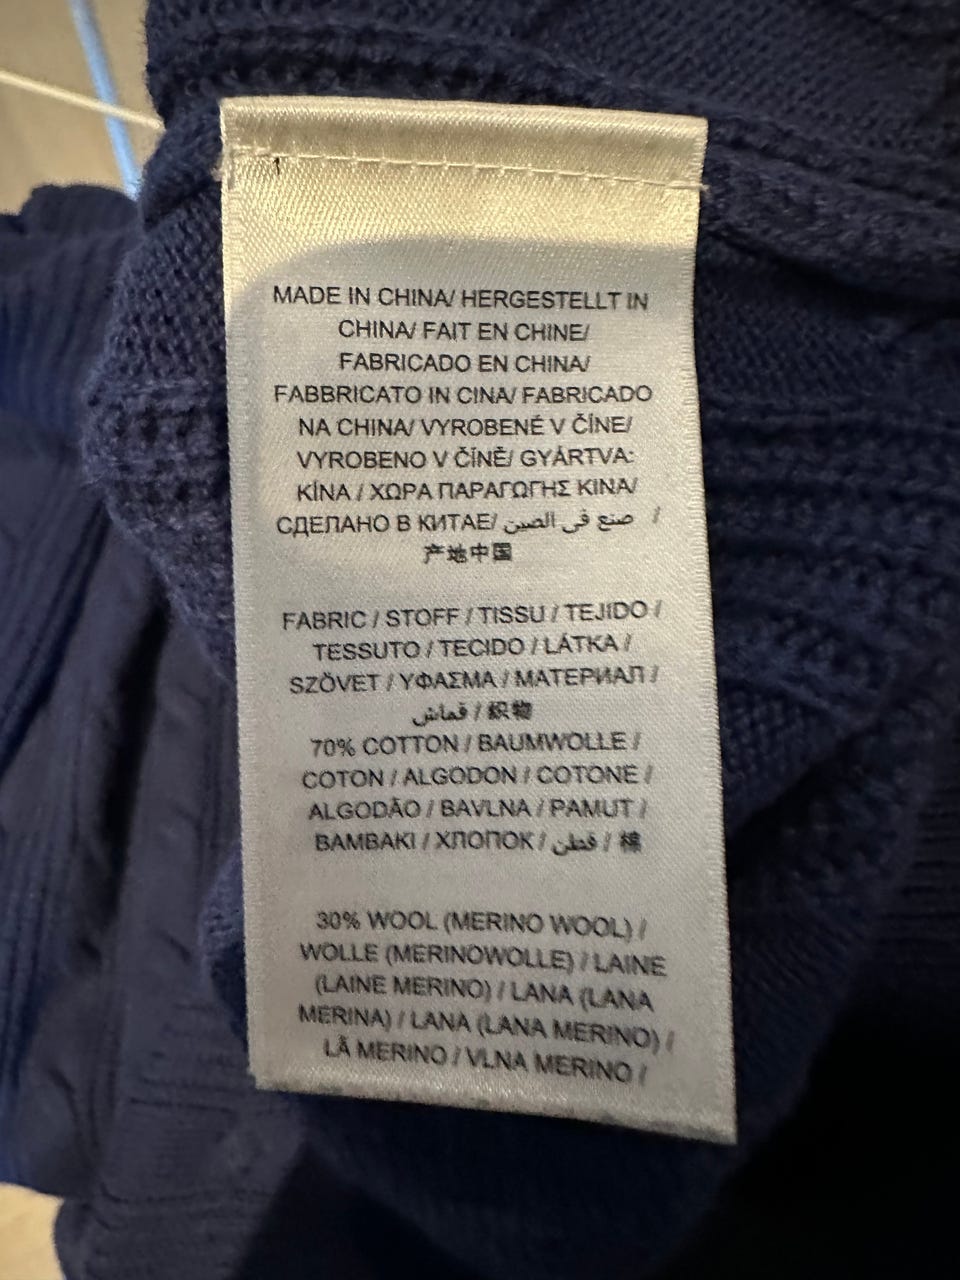 MADE IN CHINA/ HERGESTELLT IN
CHINA/ FAIT EN CHINE/
FABRICADO EN CHINA/
FABBRICATO IN CINA/ FABRICADO
NA CHINA/ VYROBENÉ V ČÍNE/
VYROBENO V ČÍNĚ/ GYÁRTVA:
KÍNA / ΧΩΡΑ ΠΑΡΑΓΩΓΗΣ ΚΙΝΑ/
СДЕЛАНО В КИТАЕ/ صنع في الصين /
产地中国
FABRIC / STOFF / TISSU / TEJIDO /
TESSUTO / TECIDO / LÁTKA /
SZÖVET / ΥΦΑΣΜΑ / МАТЕРИАЛ /
قماش / 织物
70% COTTON / BAUMWOLLE /
COTON / ALGODON / COTONE /
ALGODÃO / BAVLNA / PAMUT /
ΒΑΜΒΑΚΙ / ХЛОПОК / قطن / 棉
30% WOOL (MERINO WOOL) /
WOLLE (MERINOWOLLE) / LAINE
(LAINE MERINO) / LANA (LANA
MERINA) / LANA (LANA MERINO) /
LÃ MERINO / VLNA MERINO /